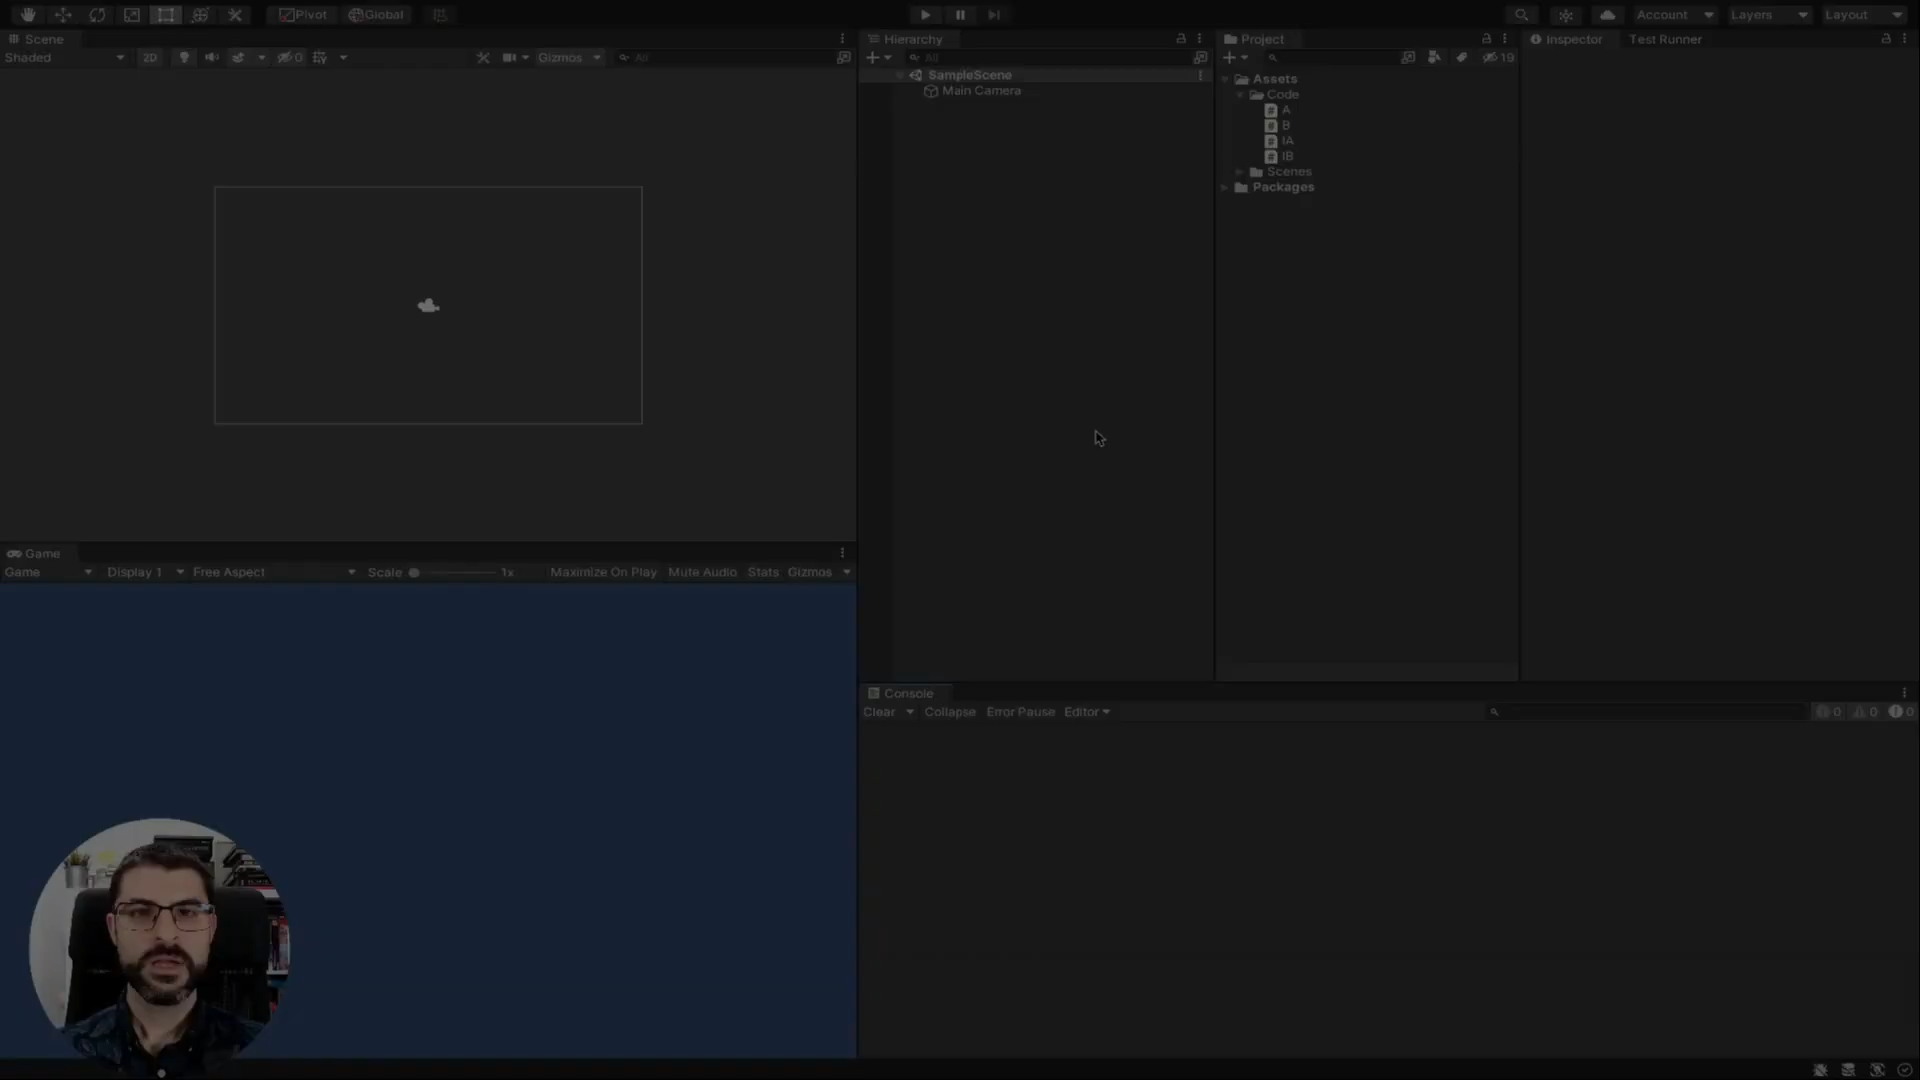 Pivot Global Account Layers Layout
Scene
Shaded 2D 0 Gizmos All
Hierarchy
All
SampleScene
Main Camera
Project
19
Assets
Code
A
B
IA
IB
Scenes
Packages
Inspector Test Runner
Game
Game Display 1 Free Aspect Scale 1x Maximize On Play Mute Audio Stats Gizmos
Console
Clear Collapse Error Pause Editor 0 0 0